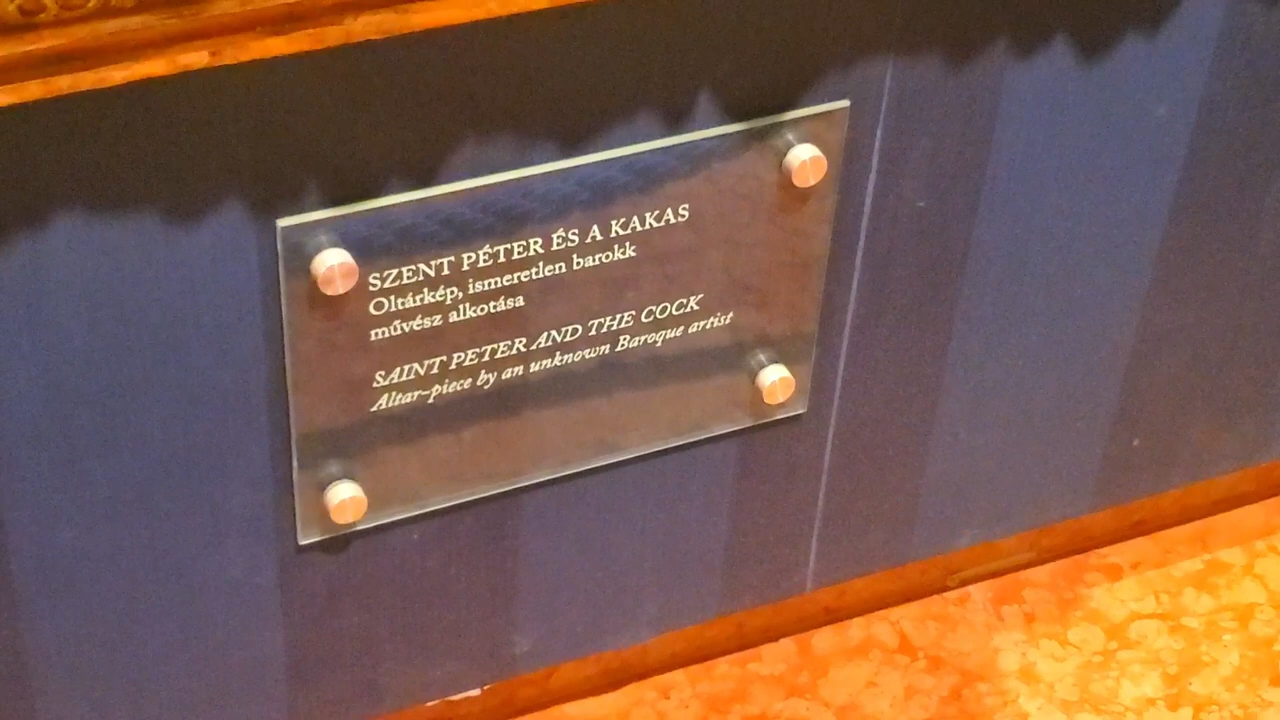 SZENT PÉTER ÉS A KAKAS
Oltárkép, ismeretlen barokk
művész alkotása
SAINT PETER AND THE COCK
Altar-piece by an unknown Baroque artist